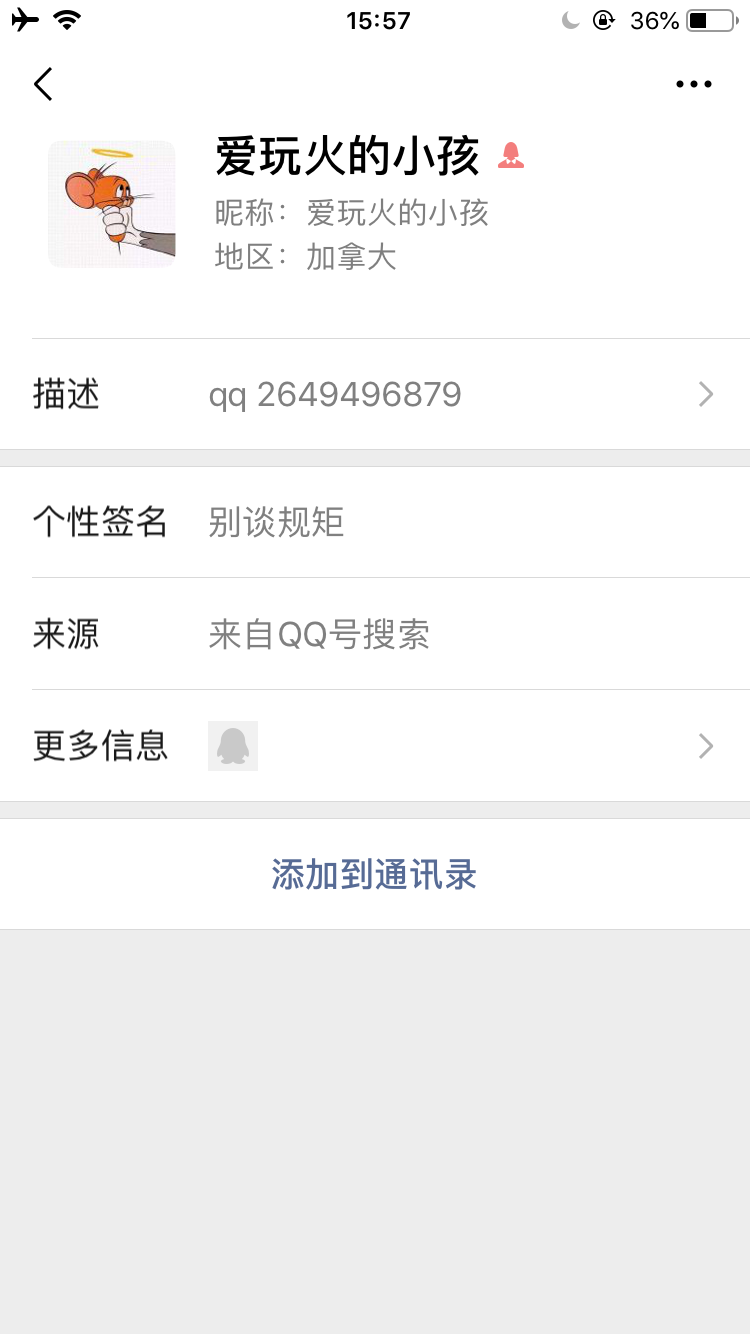 15:57
36%
爱玩火的小孩
昵称：爱玩火的小孩
地区：加拿大
描述 qq 2649496879
个性签名 别谈规矩
来源 来自QQ号搜索
更多信息
添加到通讯录